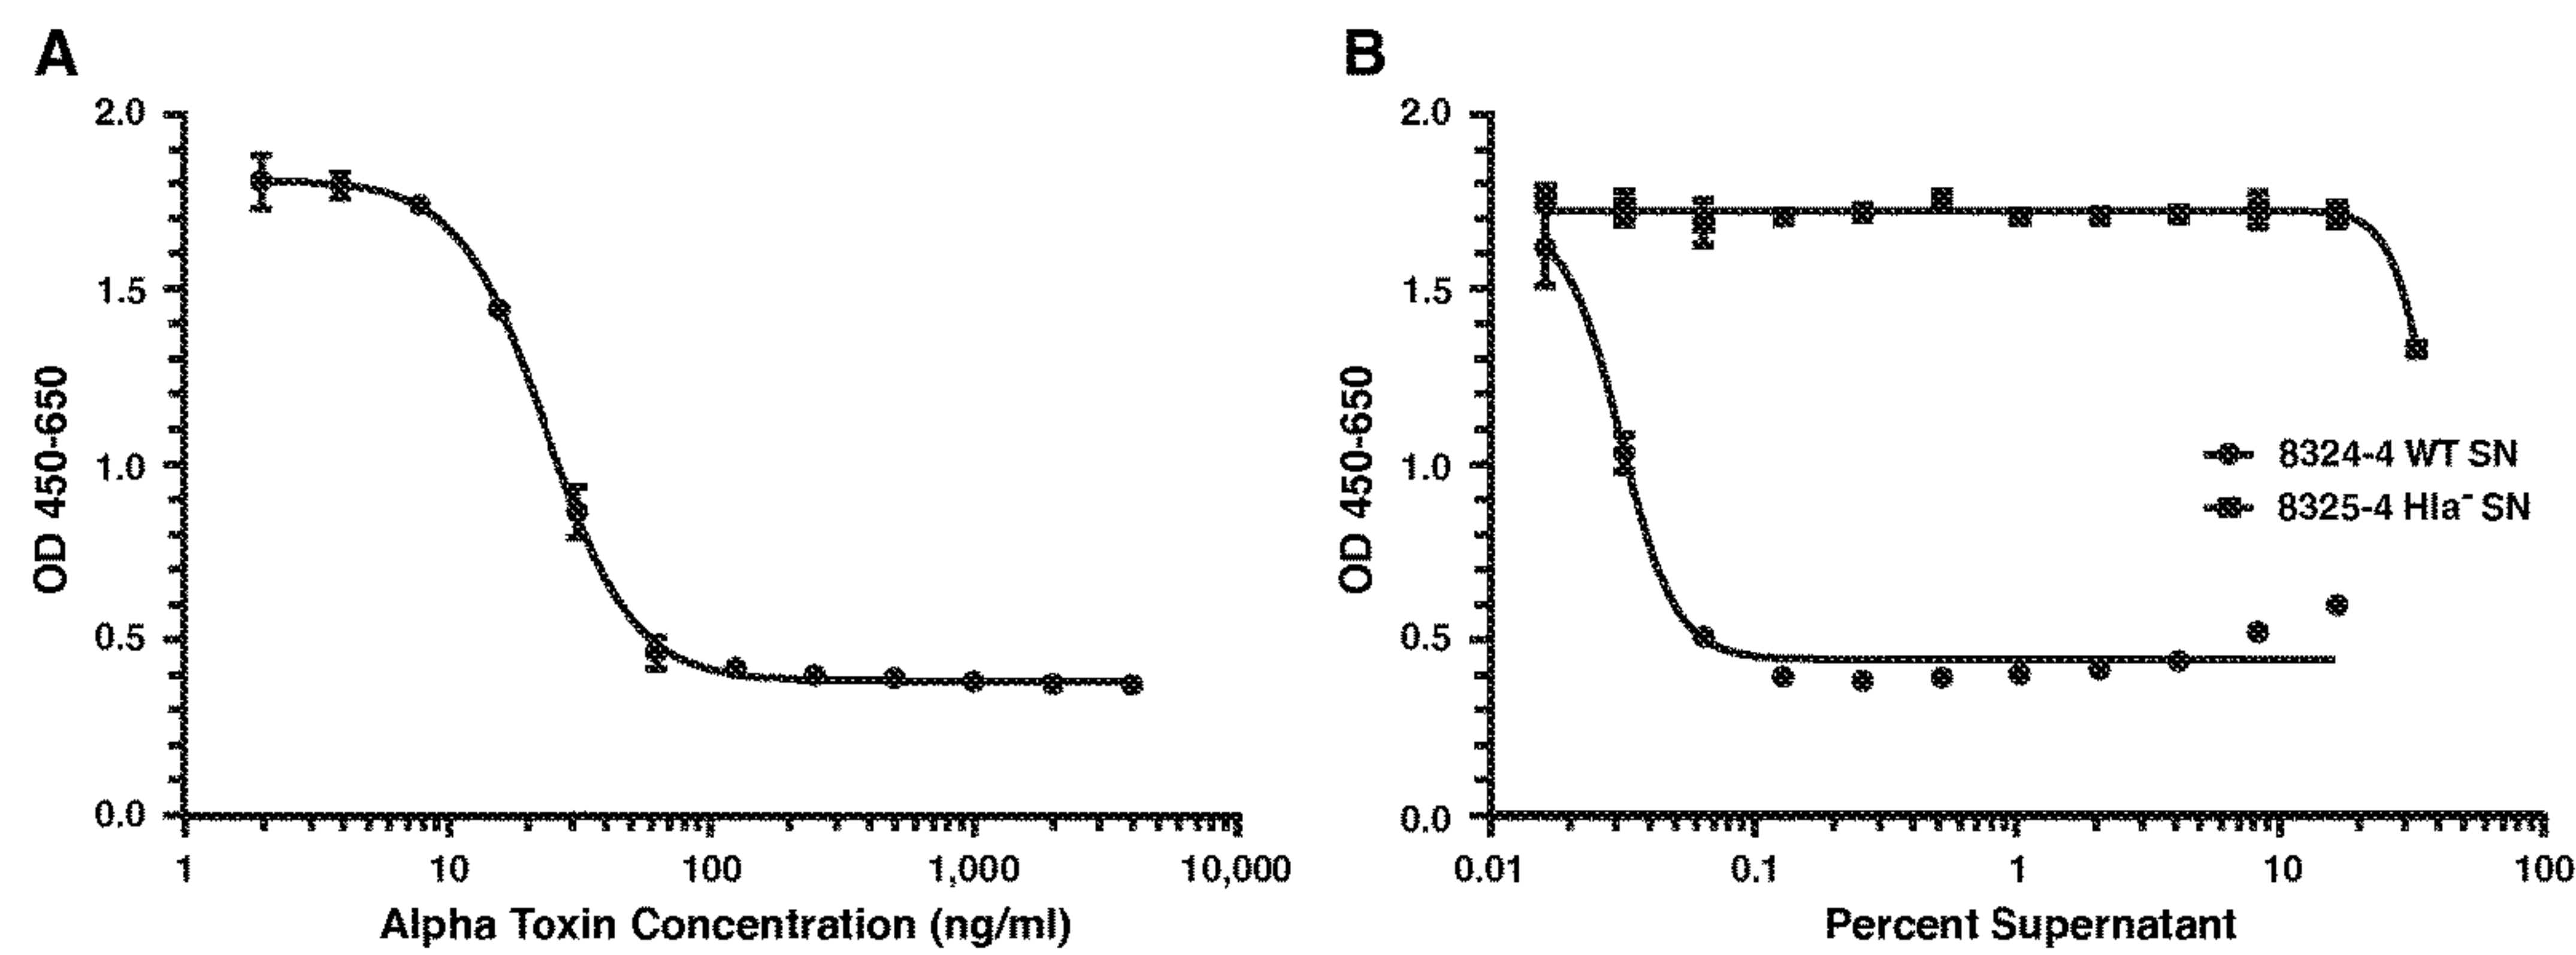 A
2.0
1.5
1.0
0.5
0.0
OD 450-650
1 10 100 1,000 10,000
Alpha Toxin Concentration (ng/ml)
B
2.0
1.5
1.0
0.5
0.0
OD 450-650
8324-4 WT SN
8325-4 Hla⁻ SN
0.01 0.1 1 10 100
Percent Supernatant